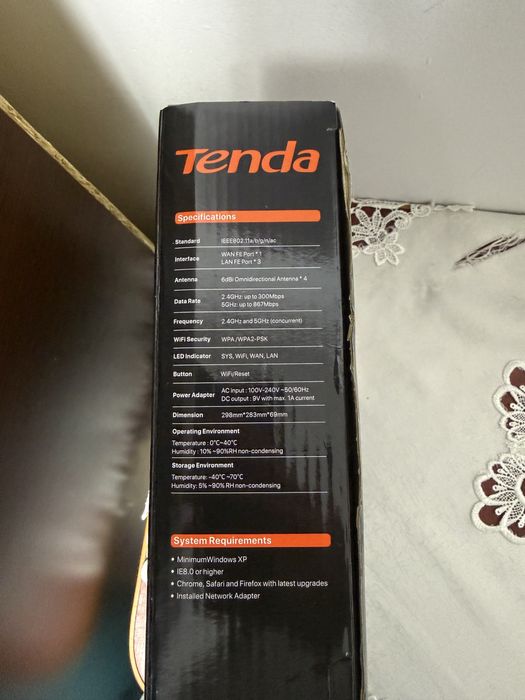 Tenda
Specifications
Standard IEEE802.11a/b/g/n/ac
Interface WAN FE Port * 1
LAN FE Port * 3
Antenna 6dBi Omnidirectional Antenna * 4
Data Rate 2.4GHz: up to 300Mbps
5GHz: up to 867Mbps
Frequency 2.4GHz and 5GHz (concurrent)
WiFi Security WPA /WPA2-PSK
LED Indicator SYS, WiFi, WAN, LAN
Button WiFi/Reset
Power Adapter AC input : 100V-240V ~50/60Hz
DC output : 9V with max. 1A current
Dimension 298mm*283mm*69mm
Operating Environment
Temperature : 0℃~40℃
Humidity : 10% ~90%RH non-condensing
Storage Environment
Temperature: -40℃ ~70℃
Humidity: 5% ~90% RH non-condensing
System Requirements
• MinimumWindows XP
• IE8.0 or higher
• Chrome, Safari and Firefox with latest upgrades
• Installed Network Adapter